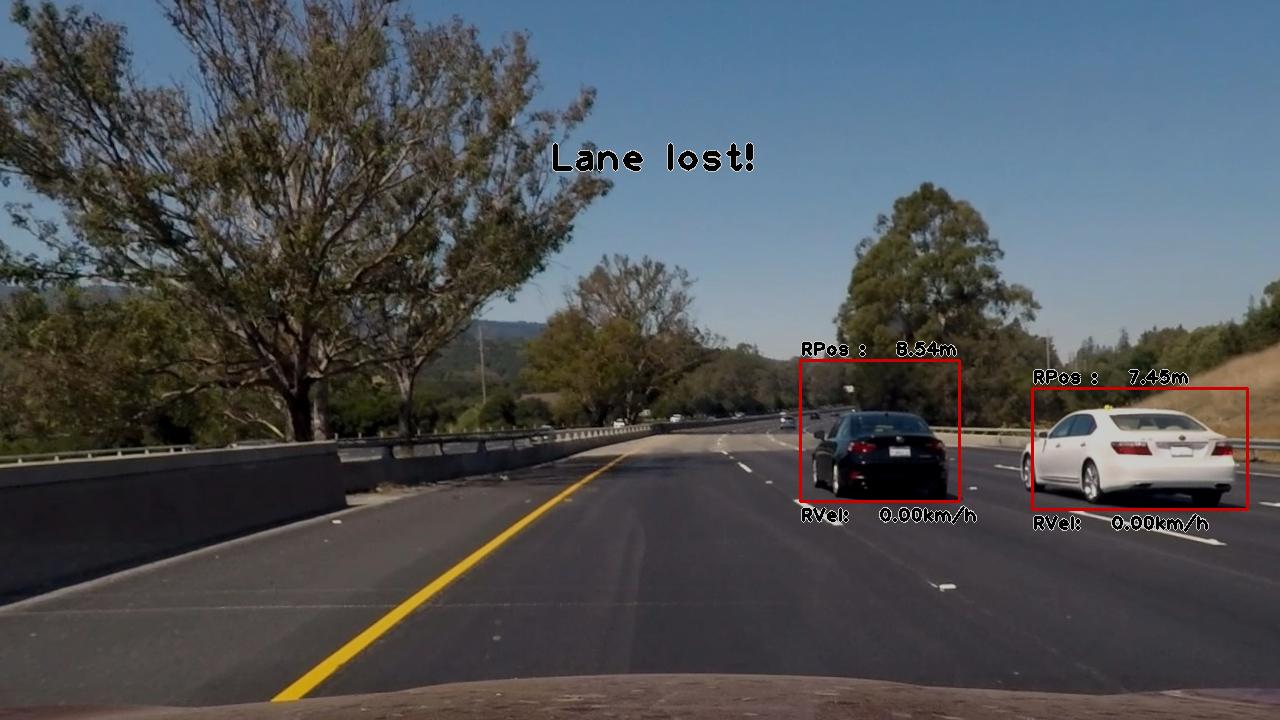 Lane lost!
RPos : 8.54m
RPos : 7.45m
RVel: 0.00km/h
RVel: 0.00km/h